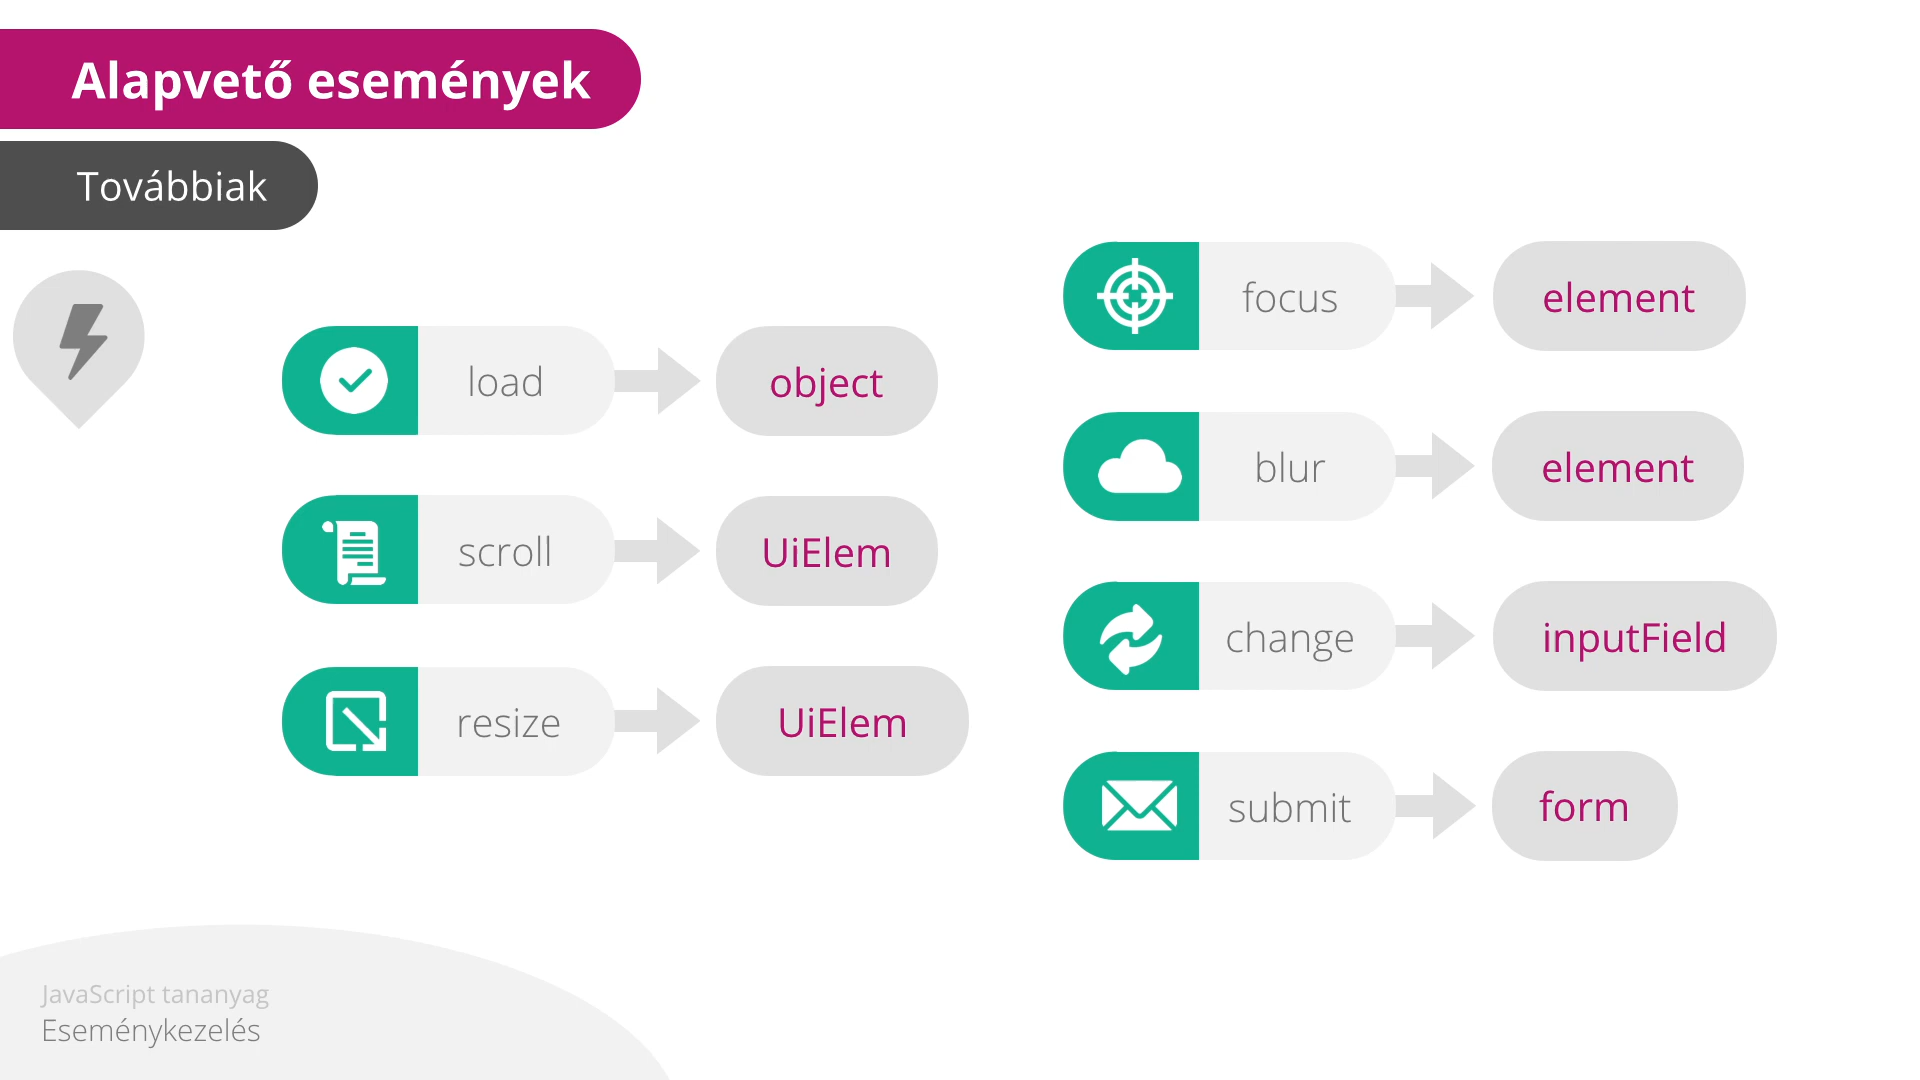 Alapvető események
Továbbiak
load object
scroll UiElem
resize UiElem
focus element
blur element
change inputField
submit form
JavaScript tananyag
Eseménykezelés